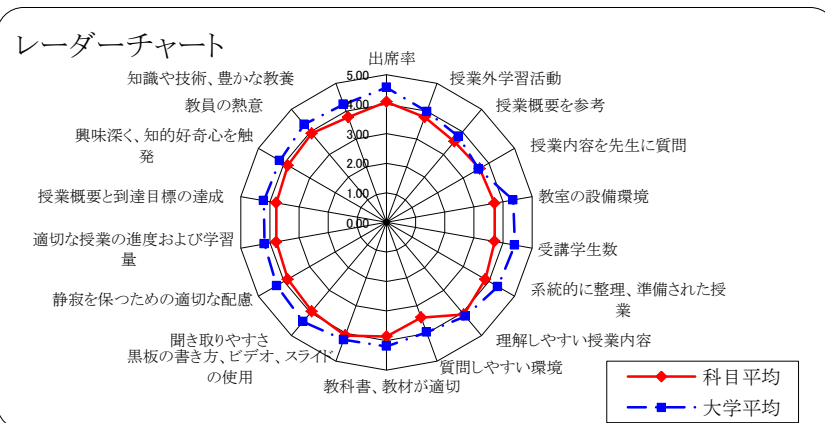 レーダーチャート
出席率
授業外学習活動
授業概要を参考
授業内容を先生に質問
教室の設備環境
受講学生数
系統的に整理、準備された授
業
理解しやすい授業内容
質問しやすい環境
教科書、教材が適切
黒板の書き方、ビデオ、スライド
の使用
聞き取りやすさ
静寂を保つための適切な配慮
適切な授業の進度および学習
量
授業概要と到達目標の達成
興味深く、知的好奇心を触
発
教員の熱意
知識や技術、豊かな教養
5.00
4.00
3.00
2.00
1.00
0.00
科目平均
大学平均